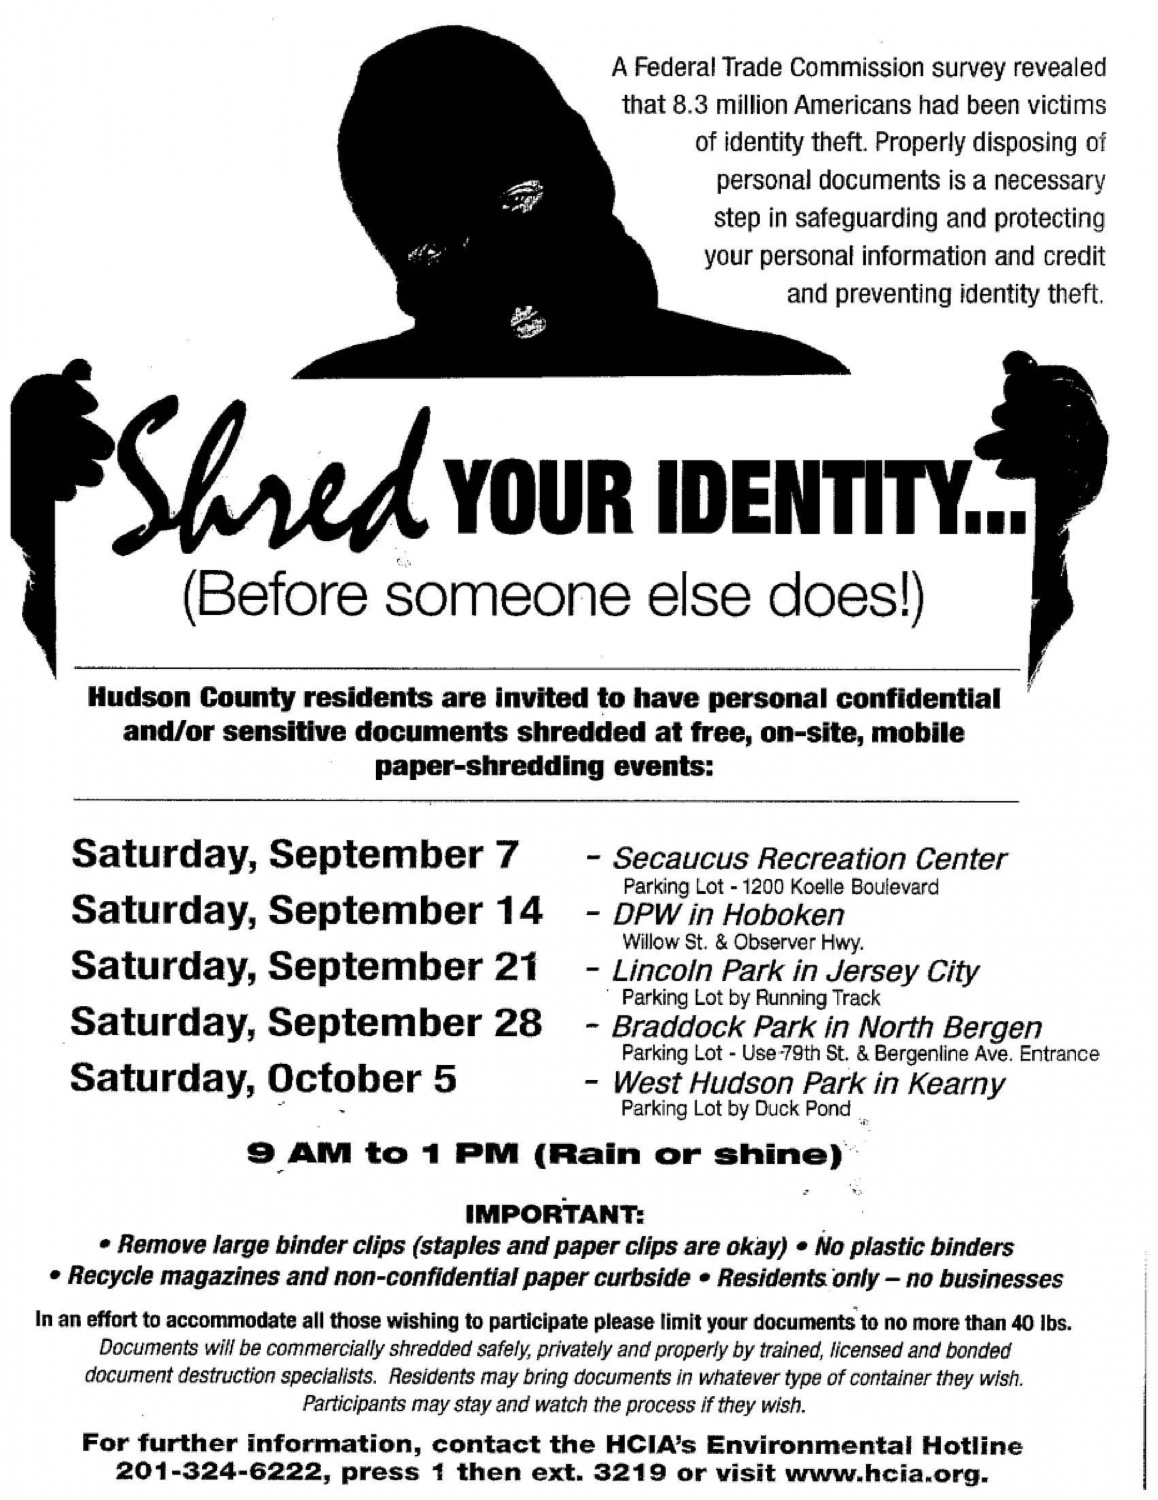 A Federal Trade Commission survey revealed
that 8.3 million Americans had been victims
of identity theft. Properly disposing of
personal documents is a necessary
step in safeguarding and protecting
your personal information and credit
and preventing identity theft.
Shred YOUR IDENTITY...
(Before someone else does!)
Hudson County residents are invited to have personal confidential
and/or sensitive documents shredded at free, on-site, mobile
paper-shredding events:
Saturday, September 7 - Secaucus Recreation Center
Parking Lot - 1200 Koelle Boulevard
Saturday, September 14 - DPW in Hoboken
Willow St. & Observer Hwy.
Saturday, September 21 - Lincoln Park in Jersey City
Parking Lot by Running Track
Saturday, September 28 - Braddock Park in North Bergen
Parking Lot - Use 79th St. & Bergenline Ave. Entrance
Saturday, October 5 - West Hudson Park in Kearny
Parking Lot by Duck Pond
9 AM to 1 PM (Rain or shine)
IMPORTANT:
• Remove large binder clips (staples and paper clips are okay) • No plastic binders
• Recycle magazines and non-confidential paper curbside • Residents only – no businesses
In an effort to accommodate all those wishing to participate please limit your documents to no more than 40 lbs.
Documents will be commercially shredded safely, privately and properly by trained, licensed and bonded
document destruction specialists. Residents may bring documents in whatever type of container they wish.
Participants may stay and watch the process if they wish.
For further information, contact the HCIA's Environmental Hotline
201-324-6222, press 1 then ext. 3219 or visit www.hcia.org.